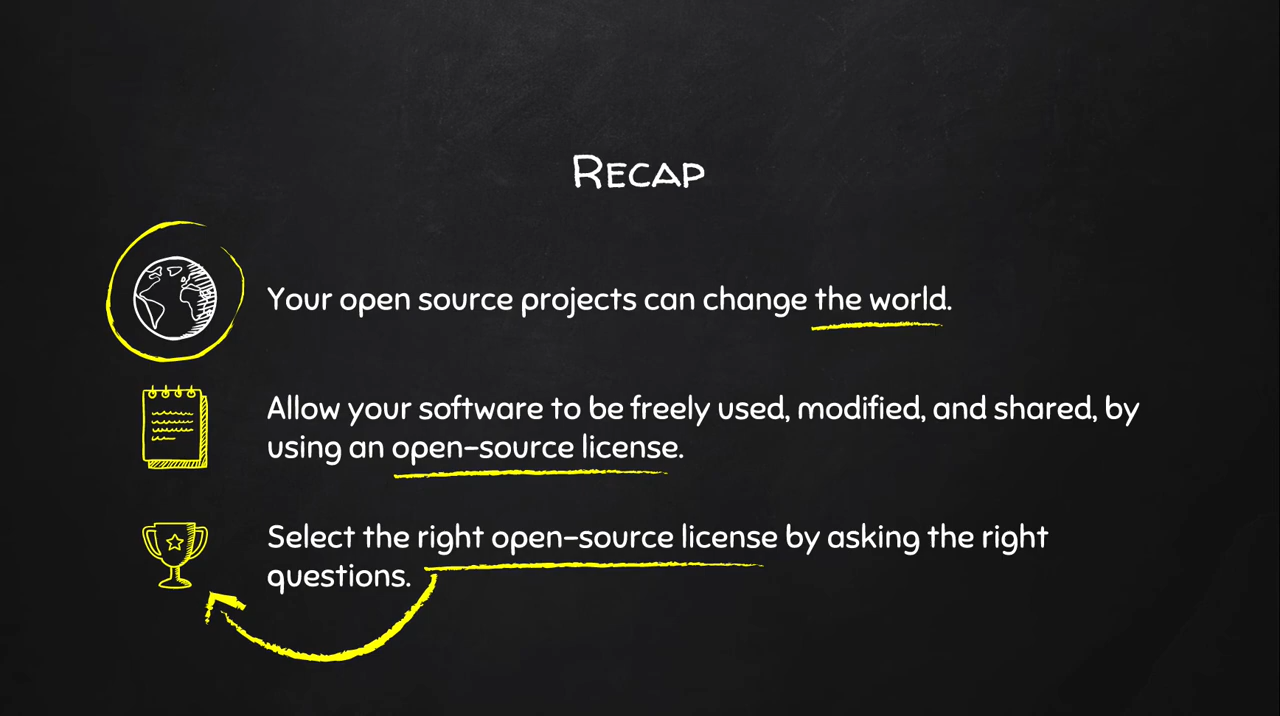 Recap
Your open source projects can change the world.
Allow your software to be freely used, modified, and shared, by
using an open-source license.
Select the right open-source license by asking the right
questions.